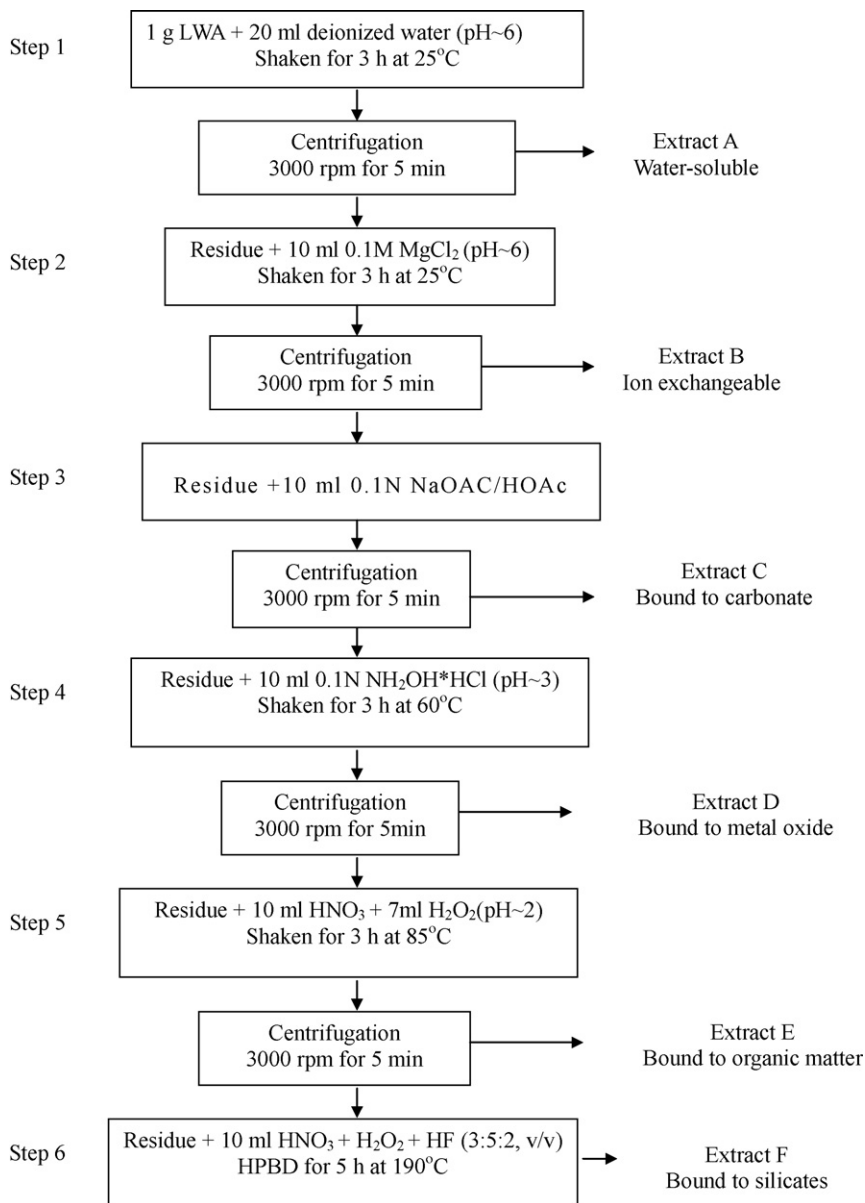 Step 1
1 g LWA + 20 ml deionized water (pH~6)
Shaken for 3 h at 25°C
Centrifugation
3000 rpm for 5 min
Extract A
Water-soluble
Step 2
Residue + 10 ml 0.1M MgCl₂ (pH~6)
Shaken for 3 h at 25°C
Centrifugation
3000 rpm for 5 min
Extract B
Ion exchangeable
Step 3
Residue +10 ml 0.1N NaOAC/HOAc
Centrifugation
3000 rpm for 5 min
Extract C
Bound to carbonate
Step 4
Residue + 10 ml 0.1N NH₂OH*HCl (pH~3)
Shaken for 3 h at 60°C
Centrifugation
3000 rpm for 5min
Extract D
Bound to metal oxide
Step 5
Residue + 10 ml HNO₃ + 7ml H₂O₂(pH~2)
Shaken for 3 h at 85°C
Centrifugation
3000 rpm for 5 min
Extract E
Bound to organic matter
Step 6
Residue + 10 ml HNO₃ + H₂O₂ + HF (3:5:2, v/v)
HPBD for 5 h at 190°C
Extract F
Bound to silicates